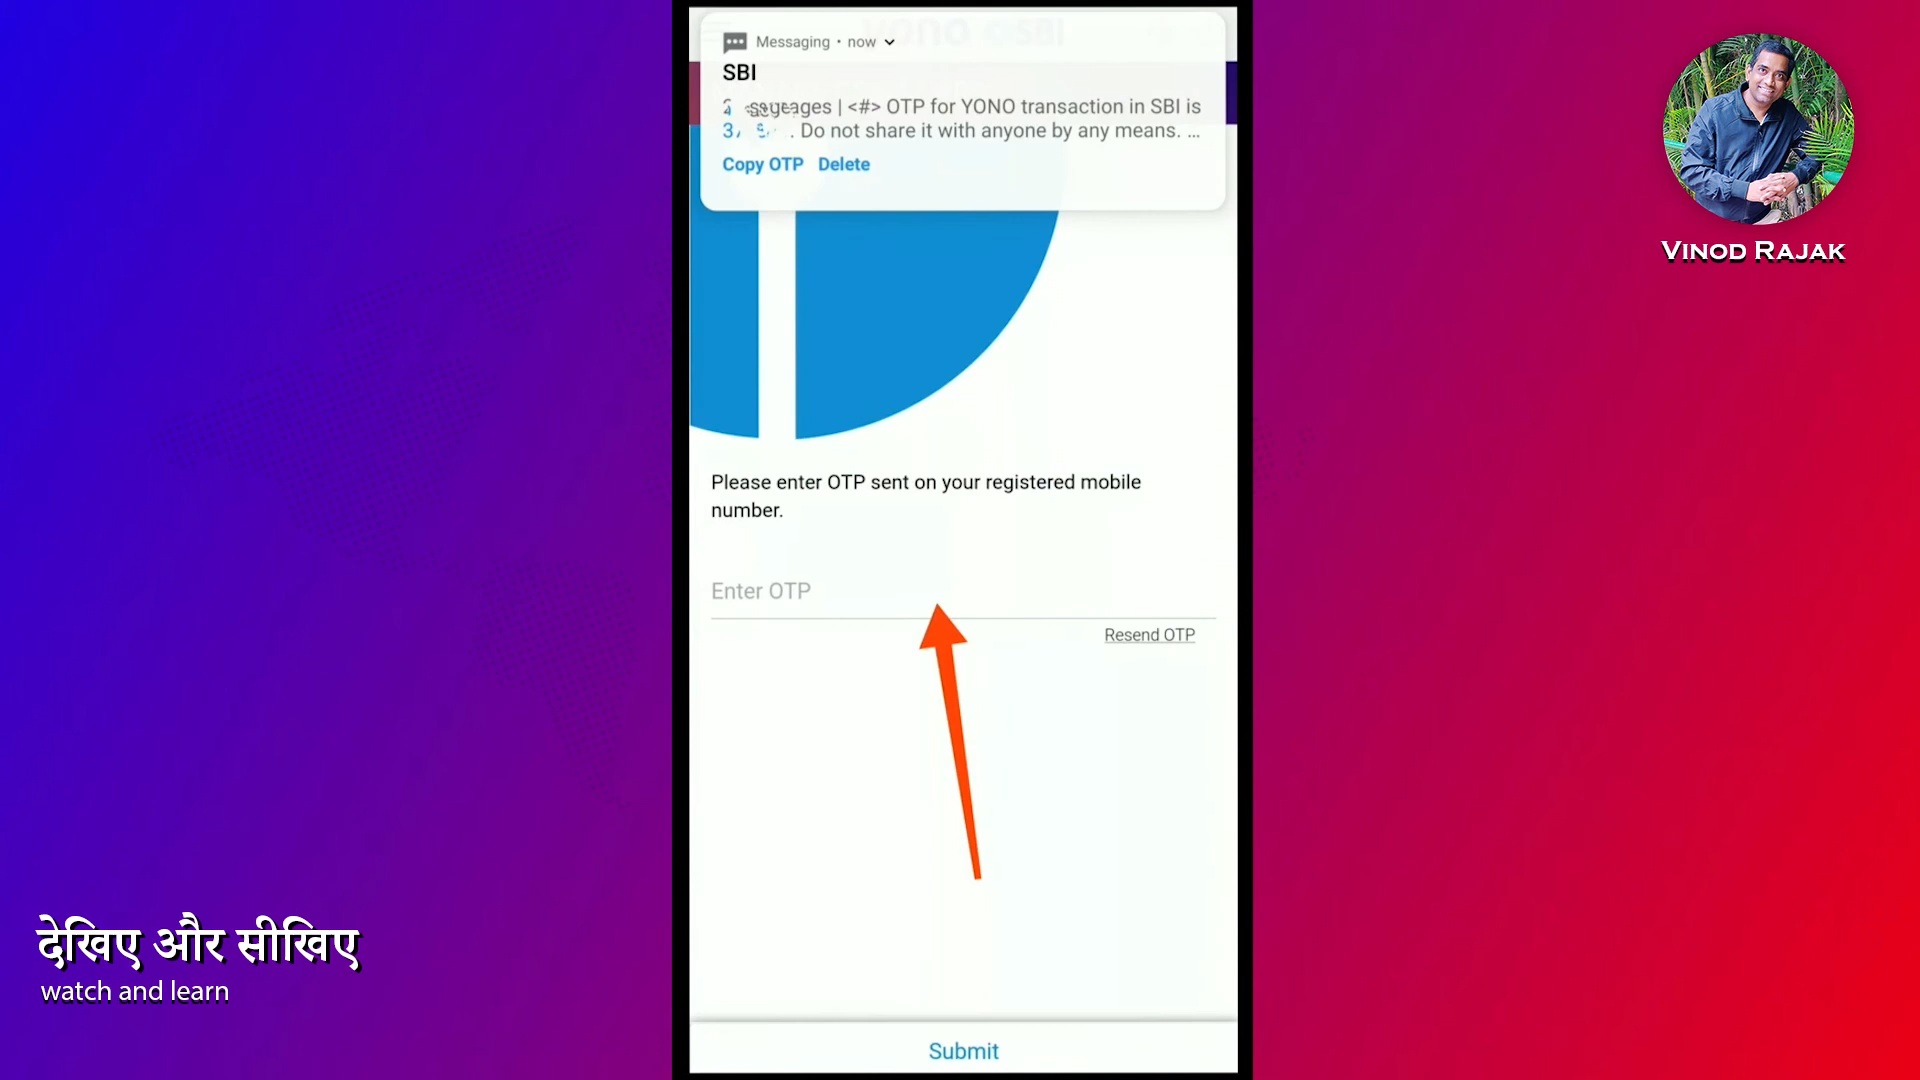 Messaging • now
SBI
OTP for YONO transaction in SBI is
Do not share it with anyone by any means. ...
Copy OTP Delete
VINOD RAJAK
Please enter OTP sent on your registered mobile
number.
Enter OTP
Resend OTP
देखिए और सीखिए
watch and learn
Submit